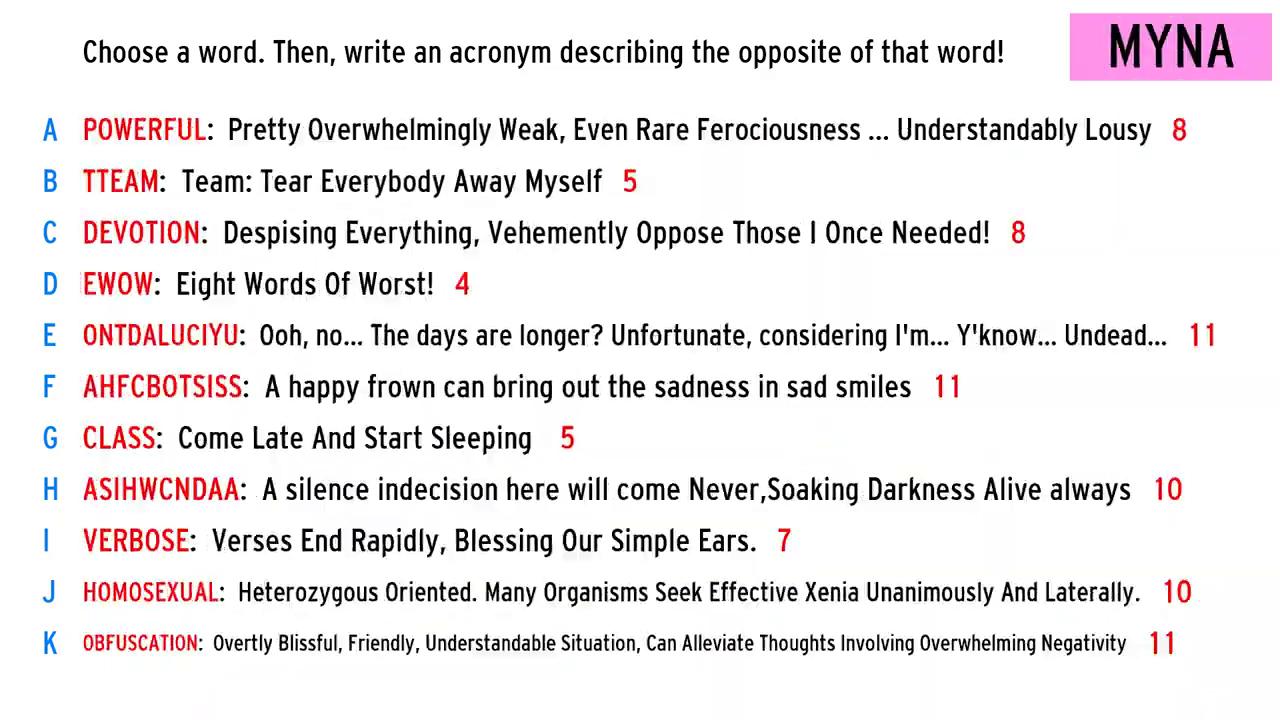 Choose a word. Then, write an acronym describing the opposite of that word!
MYNA
A POWERFUL: Pretty Overwhelmingly Weak, Even Rare Ferociousness ... Understandably Lousy 8
B TTEAM: Team: Tear Everybody Away Myself 5
C DEVOTION: Despising Everything, Vehemently Oppose Those I Once Needed! 8
D EWOW: Eight Words Of Worst! 4
E ONTDALUCIYU: Ooh, no... The days are longer? Unfortunate, considering I'm... Y'know... Undead... 11
F AHFCBOTSISS: A happy frown can bring out the sadness in sad smiles 11
G CLASS: Come Late And Start Sleeping 5
H ASIHWCNDAA: A silence indecision here will come Never,Soaking Darkness Alive always 10
I VERBOSE: Verses End Rapidly, Blessing Our Simple Ears. 7
J HOMOSEXUAL: Heterozygous Oriented. Many Organisms Seek Effective Xenia Unanimously And Laterally. 10
K OBFUSCATION: Overtly Blissful, Friendly, Understandable Situation, Can Alleviate Thoughts Involving Overwhelming Negativity 11